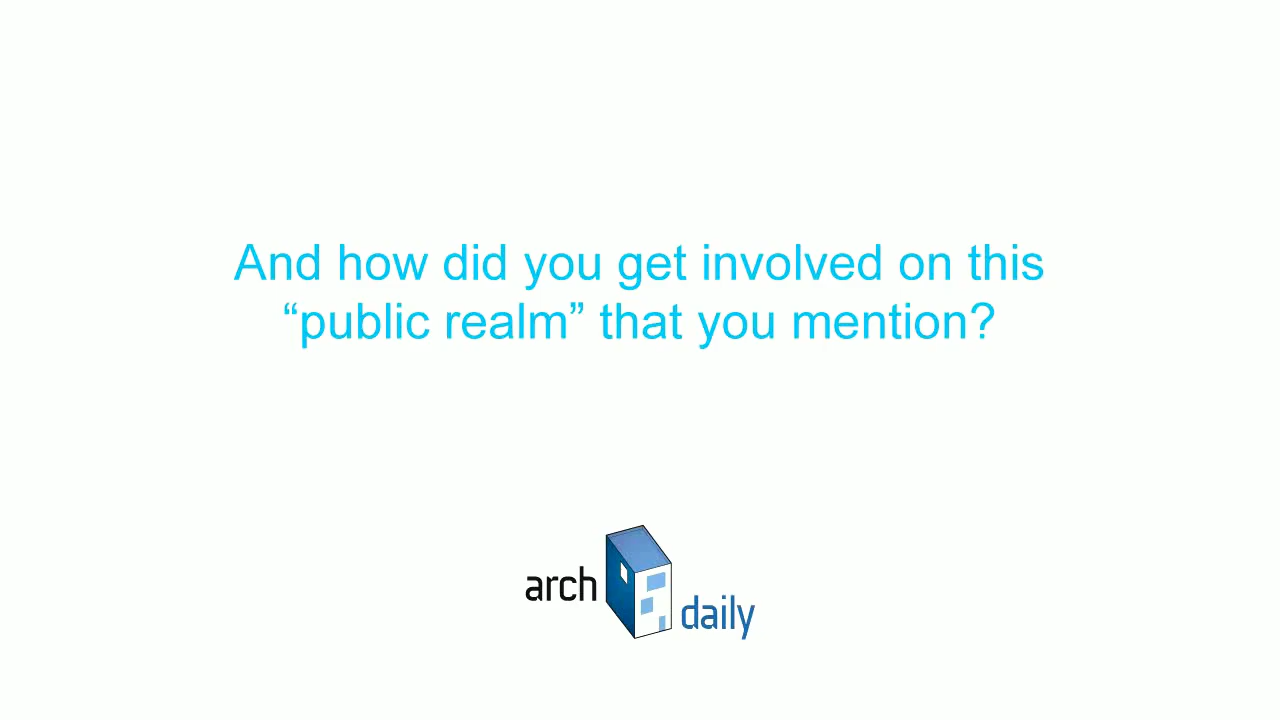 And how did you get involved on this
“public realm” that you mention?
arch
daily